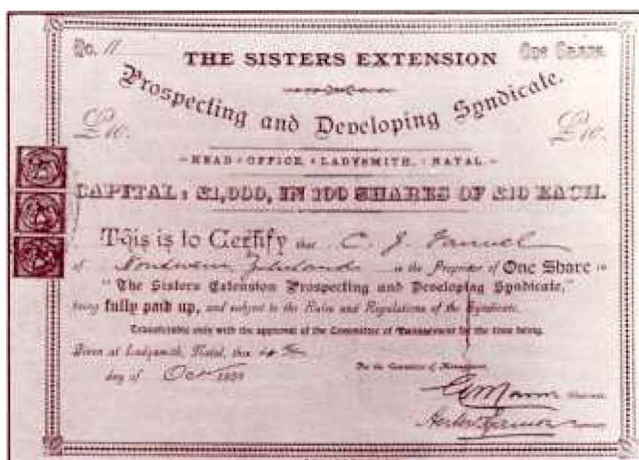 No. 11
One Share.
THE SISTERS EXTENSION
Prospecting and Developing Syndicate.
£10. £10.
HEAD OFFICE, LADYSMITH, NATAL
CAPITAL: £1,000, IN 100 SHARES OF £10 EACH.
This is to Certify that C. J.
of is the Proprietor of One Share in
"The Sisters Extension Prospecting and Developing Syndicate,"
being fully paid up, and subject to the Rules and Regulations of the Syndicate.
Transferable only with the approval of the Committee of Management for the time being.
Given at Ladysmith, Natal, this
day of Oct
For the Committee of Management.
Chairman.